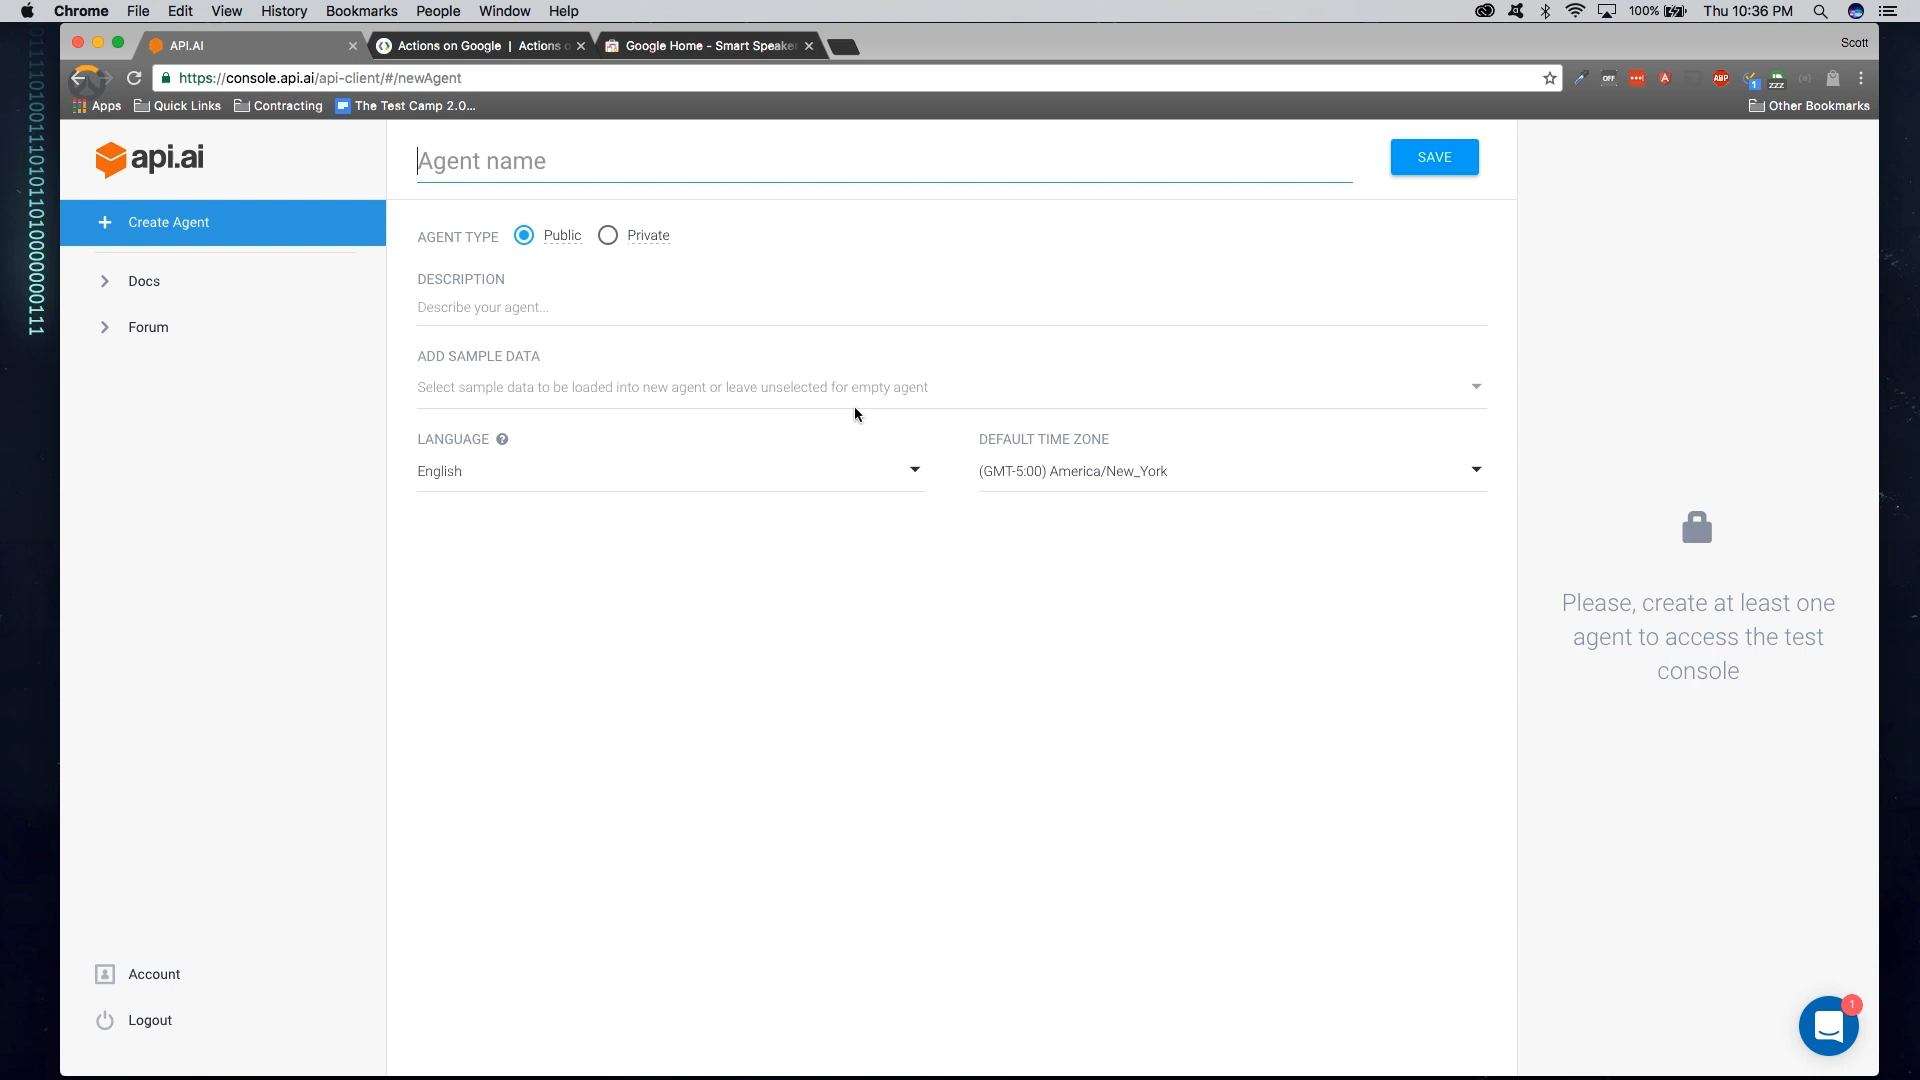 Chrome File Edit View History Bookmarks People Window Help 100% Thu 10:36 PM
API.AI Actions on Google | Actions o Google Home - Smart Speaker Scott
https://console.api.ai/api-client/#/newAgent OFF ABP 1 zzz
Apps Quick Links Contracting The Test Camp 2.0... Other Bookmarks
api.ai
Agent name
SAVE
Create Agent
AGENT TYPE Public Private
Docs
DESCRIPTION
Describe your agent...
Forum
ADD SAMPLE DATA
Select sample data to be loaded into new agent or leave unselected for empty agent
LANGUAGE ? DEFAULT TIME ZONE
English (GMT-5:00) America/New_York
Please, create at least one
agent to access the test
console
Account
Logout
1